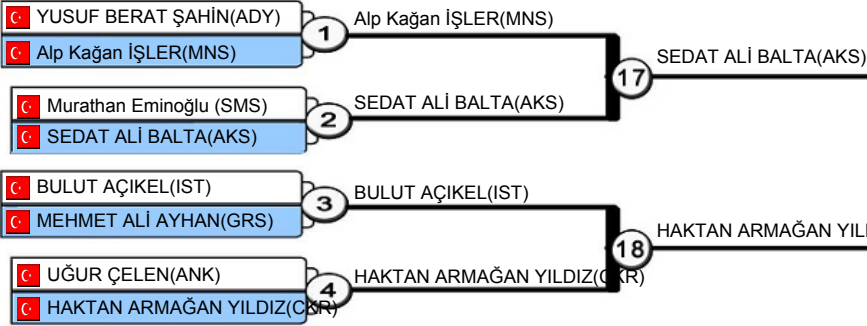 YUSUF BERAT ŞAHİN(ADY)
Alp Kağan İŞLER(MNS)
1
Alp Kağan İŞLER(MNS)
Murathan Eminoğlu (SMS)
SEDAT ALİ BALTA(AKS)
2
SEDAT ALİ BALTA(AKS)
17
SEDAT ALİ BALTA(AKS)
BULUT AÇIKEL(IST)
MEHMET ALİ AYHAN(GRS)
3
BULUT AÇIKEL(IST)
UĞUR ÇELEN(ANK)
HAKTAN ARMAĞAN YILDIZ(CKR)
4
HAKTAN ARMAĞAN YILDIZ(CKR)
18
HAKTAN ARMAĞAN